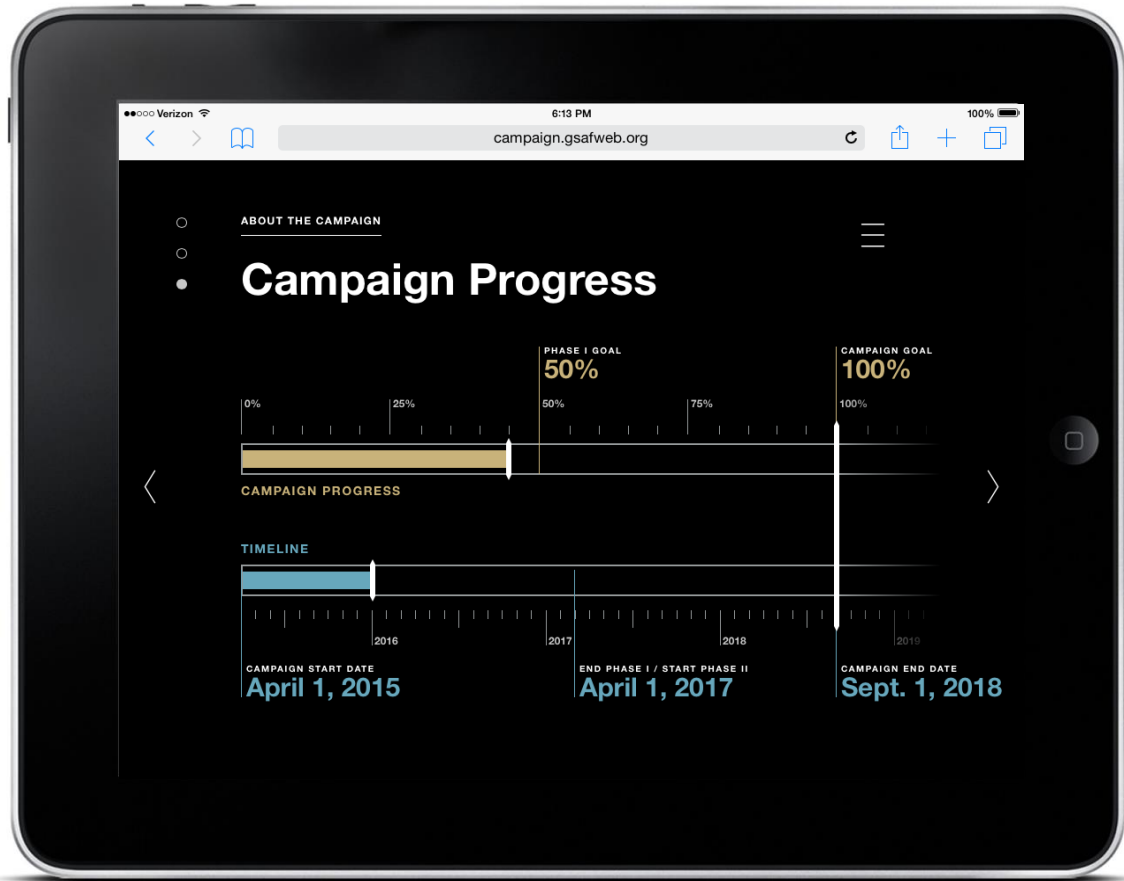 Verizon 6:13 PM 100%
campaign.gsafweb.org
ABOUT THE CAMPAIGN
Campaign Progress
PHASE I GOAL CAMPAIGN GOAL
50% 100%
0% 25% 50% 75% 100%
CAMPAIGN PROGRESS
TIMELINE
2016 2017 2018 2019
CAMPAIGN START DATE END PHASE I / START PHASE II CAMPAIGN END DATE
April 1, 2015 April 1, 2017 Sept. 1, 2018